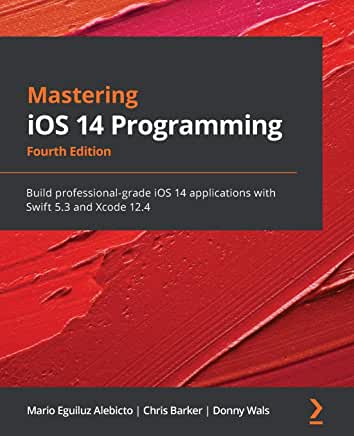 Mastering
iOS 14 Programming
Fourth Edition
Build professional-grade iOS 14 applications with
Swift 5.3 and Xcode 12.4
Mario Eguiluz Alebicto | Chris Barker | Donny Wals